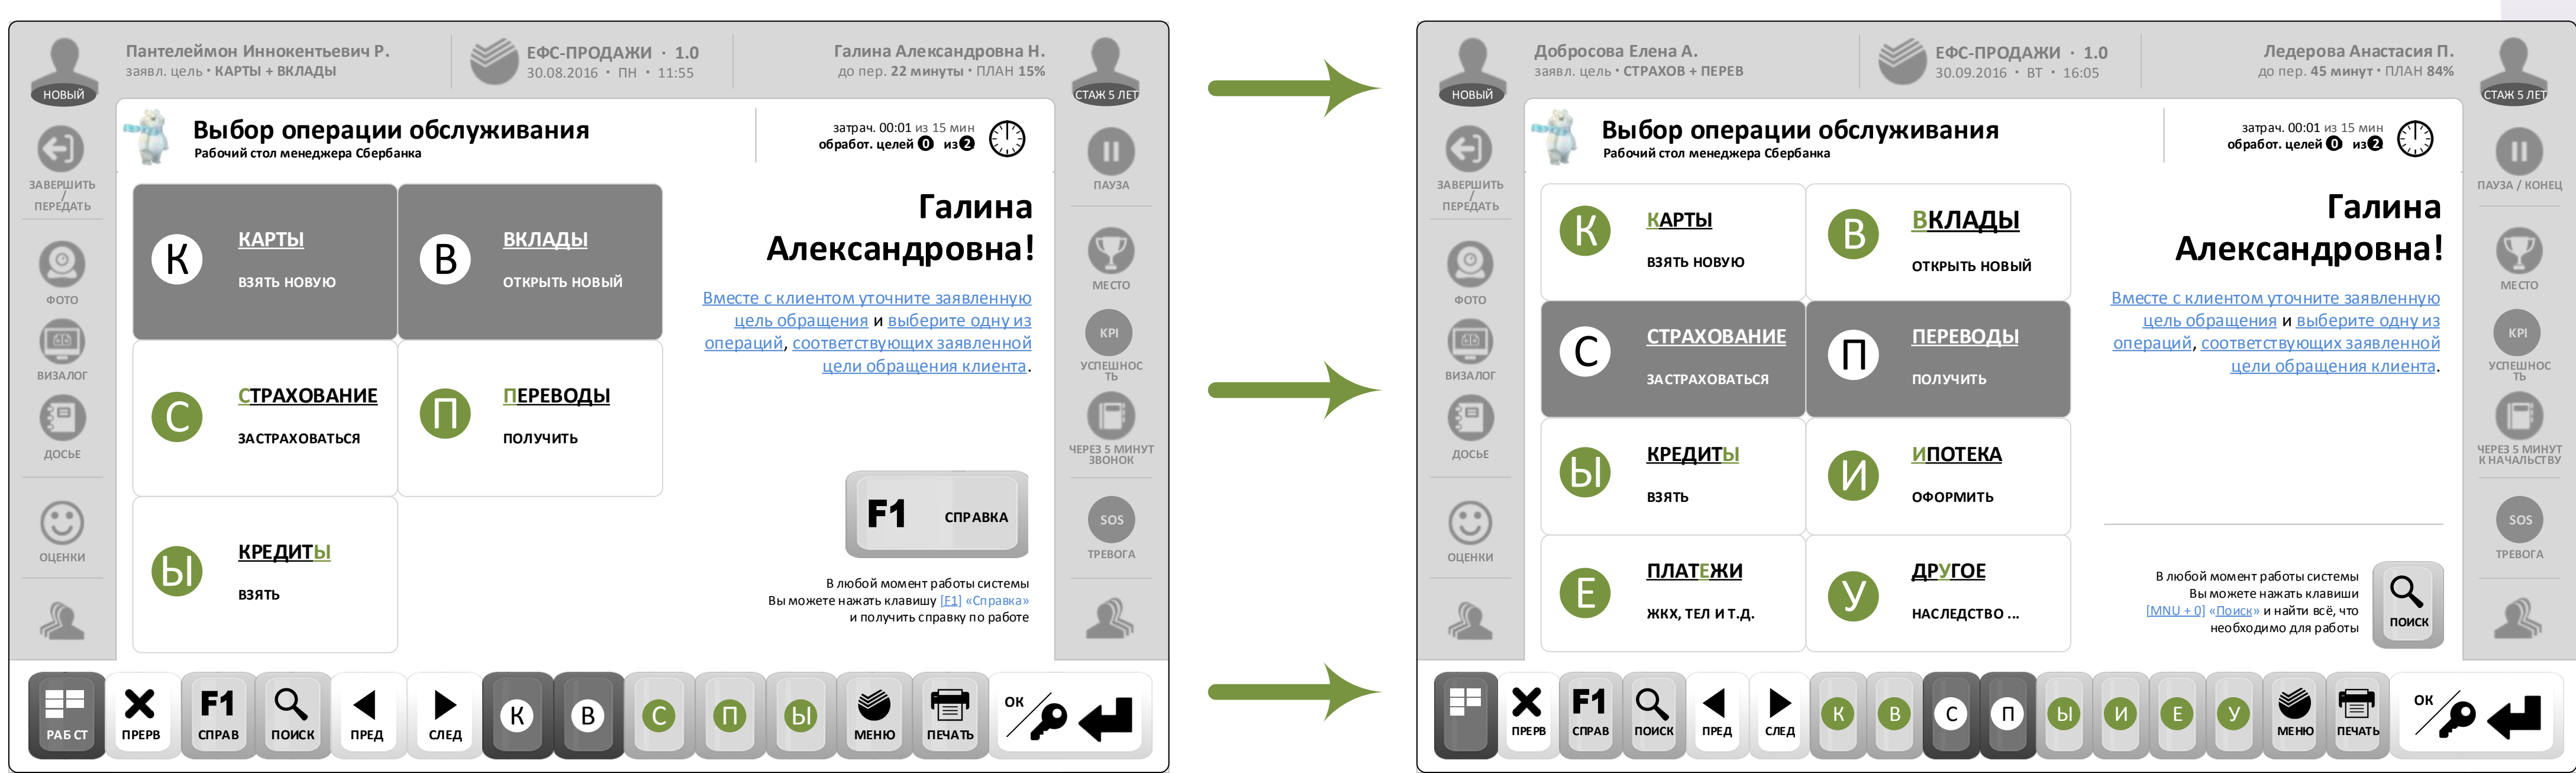 Пантелеймон Иннокентьевич Р.
заявл. цель • КАРТЫ + ВКЛАДЫ
ЕФС-ПРОДАЖИ · 1.0
30.08.2016 • ПН • 11:55
Галина Александровна Н.
до пер. 22 минуты • ПЛАН 15%
НОВЫЙ
СТАЖ 5 ЛЕТ
Выбор операции обслуживания
Рабочий стол менеджера Сбербанка
затрач. 00:01 из 15 мин
обработ. целей 0 из 2
ЗАВЕРШИТЬ
/
ПЕРЕДАТЬ
ФОТО
ВИЗАЛОГ
ДОСЬЕ
ОЦЕНКИ
К
КАРТЫ
ВЗЯТЬ НОВУЮ
В
ВКЛАДЫ
ОТКРЫТЬ НОВЫЙ
С
СТРАХОВАНИЕ
ЗАСТРАХОВАТЬСЯ
П
ПЕРЕВОДЫ
ПОЛУЧИТЬ
Ы
КРЕДИТЫ
ВЗЯТЬ
Галина
Александровна!
Вместе с клиентом уточните заявленную
цель обращения и выберите одну из
операций, соответствующих заявленной
цели обращения клиента.
F1 СПРАВКА
В любой момент работы системы
Вы можете нажать клавишу [F1] «Справка»
и получить справку по работе
ПАУЗА
МЕСТО
KPI
УСПЕШНОС
ТЬ
ЧЕРЕЗ 5 МИНУТ
ЗВОНОК
SOS
ТРЕВОГА
РАБ СТ
ПРЕРВ
F1
СПРАВ
ПОИСК
ПРЕД
СЛЕД
К
В
С
П
Ы
МЕНЮ
ПЕЧАТЬ
ОК
Добросова Елена А.
заявл. цель • СТРАХОВ + ПЕРЕВ
ЕФС-ПРОДАЖИ · 1.0
30.09.2016 • ВТ • 16:05
Ледерова Анастасия П.
до пер. 45 минут • ПЛАН 84%
НОВЫЙ
СТАЖ 5 ЛЕТ
Выбор операции обслуживания
Рабочий стол менеджера Сбербанка
затрач. 00:01 из 15 мин
обработ. целей 0 из 2
ЗАВЕРШИТЬ
/
ПЕРЕДАТЬ
ФОТО
ВИЗАЛОГ
ДОСЬЕ
ОЦЕНКИ
К
КАРТЫ
ВЗЯТЬ НОВУЮ
В
ВКЛАДЫ
ОТКРЫТЬ НОВЫЙ
С
СТРАХОВАНИЕ
ЗАСТРАХОВАТЬСЯ
П
ПЕРЕВОДЫ
ПОЛУЧИТЬ
Ы
КРЕДИТЫ
ВЗЯТЬ
И
ИПОТЕКА
ОФОРМИТЬ
Е
ПЛАТЕЖИ
ЖКХ, ТЕЛ И Т.Д.
У
ДРУГОЕ
НАСЛЕДСТВО ...
Галина
Александровна!
Вместе с клиентом уточните заявленную
цель обращения и выберите одну из
операций, соответствующих заявленной
цели обращения клиента.
В любой момент работы системы
Вы можете нажать клавиши
[MNU + 0] «Поиск» и найти всё, что
необходимо для работы
ПОИСК
ПАУЗА / КОНЕЦ
МЕСТО
KPI
УСПЕШНОС
ТЬ
ЧЕРЕЗ 5 МИНУТ
К НАЧАЛЬСТВУ
SOS
ТРЕВОГА
ПРЕРВ
F1
СПРАВ
ПОИСК
ПРЕД
СЛЕД
К
В
С
П
Ы
И
Е
У
МЕНЮ
ПЕЧАТЬ
ОК